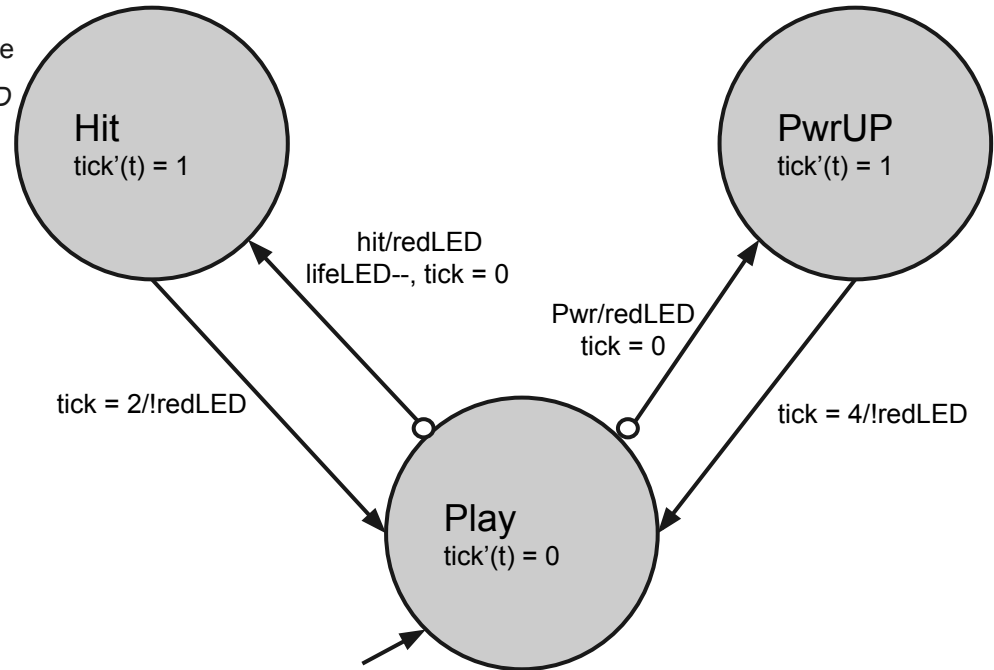 e
D
Hit
tick’(t) = 1
PwrUP
tick’(t) = 1
hit/redLED
lifeLED--, tick = 0
Pwr/redLED
tick = 0
tick = 2/!redLED
tick = 4/!redLED
Play
tick’(t) = 0